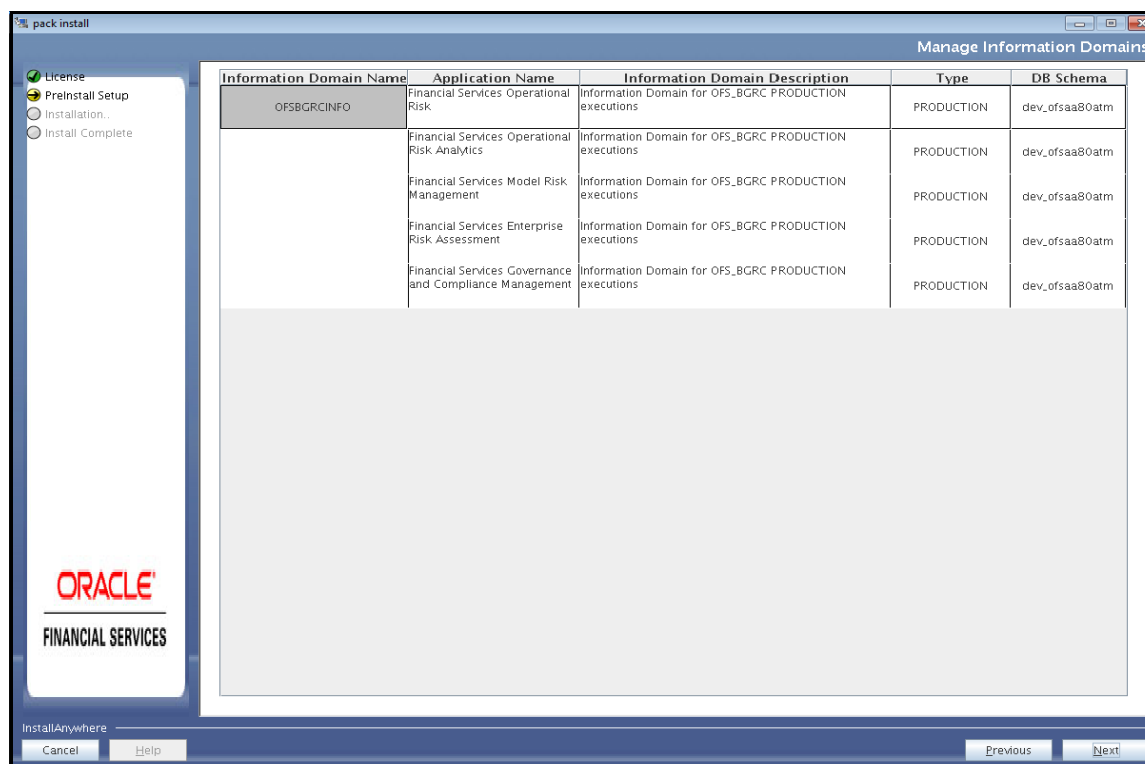 pack install
Manage Information Domains
License
PreInstall Setup
Installation..
Install Complete
Information Domain Name Application Name Information Domain Description Type DB Schema
OFSBGRCINFO
Financial Services Operational
Risk
Information Domain for OFS_BGRC PRODUCTION
executions
PRODUCTION
dev_ofsaa80atm
Financial Services Operational
Risk Analytics
Information Domain for OFS_BGRC PRODUCTION
executions
PRODUCTION
dev_ofsaa80atm
Financial Services Model Risk
Management
Information Domain for OFS_BGRC PRODUCTION
executions
PRODUCTION
dev_ofsaa80atm
Financial Services Enterprise
Risk Assessment
Information Domain for OFS_BGRC PRODUCTION
executions
PRODUCTION
dev_ofsaa80atm
Financial Services Governance
and Compliance Management
Information Domain for OFS_BGRC PRODUCTION
executions
PRODUCTION
dev_ofsaa80atm
ORACLE
FINANCIAL SERVICES
InstallAnywhere
Cancel Help Previous Next